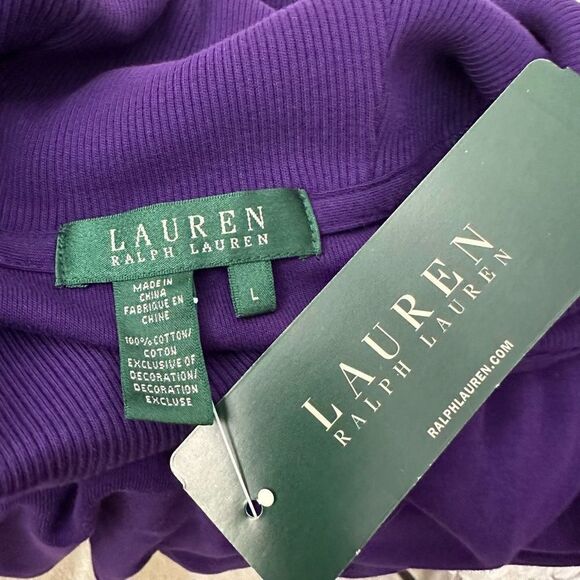 LAUREN
RALPH LAUREN
L
MADE IN
CHINA
FABRIQUE EN
CHINE
100% COTTON/
COTON
EXCLUSIVE OF
DECORATION/
DECORATION
EXCLUSE
LAUREN
RALPH LAUREN
RALPHLAUREN.COM